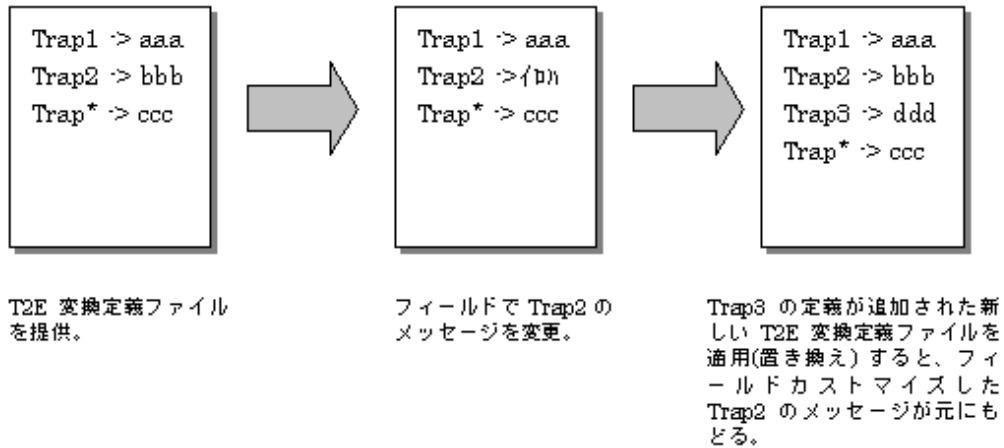 Trap1 -> aaa
Trap2 -> bbb
Trap* -> ccc
Trap1 -> aaa
Trap2 ->ｲﾛﾊ
Trap* -> ccc
Trap1 -> aaa
Trap2 -> bbb
Trap3 -> ddd
Trap* -> ccc
T2E 変換定義ファイル
を提供。
フィールドで Trap2 の
メッセージを変更。
Trap3 の定義が追加された新
しい T2E 変換定義ファイルを
適用(置き換え) すると、フィ
ールドカストマイズした
Trap2 のメッセージが元にも
どる。